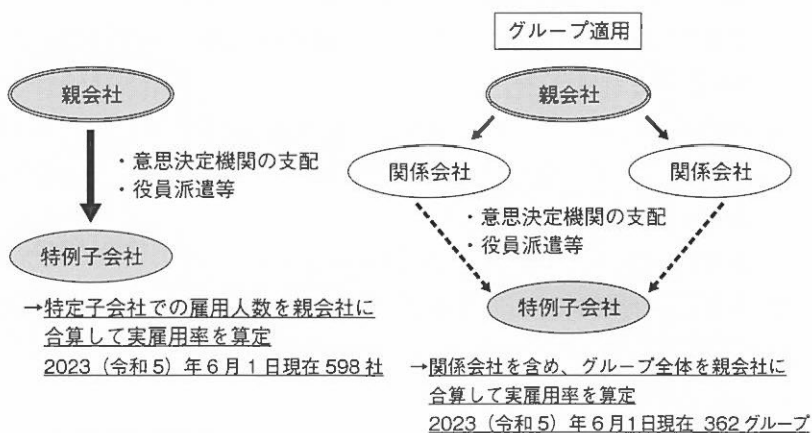 親会社
・意思決定機関の支配
・役員派遣等
特例子会社
→特定子会社での雇用人数を親会社に
合算して実雇用率を算定
2023（令和5）年6月1日現在 598 社
グループ適用
親会社
関係会社
関係会社
・意思決定機関の支配
・役員派遣等
特例子会社
→関係会社を含め、グループ全体を親会社に
合算して実雇用率を算定
2023（令和5）年6月1日現在 362 グループ